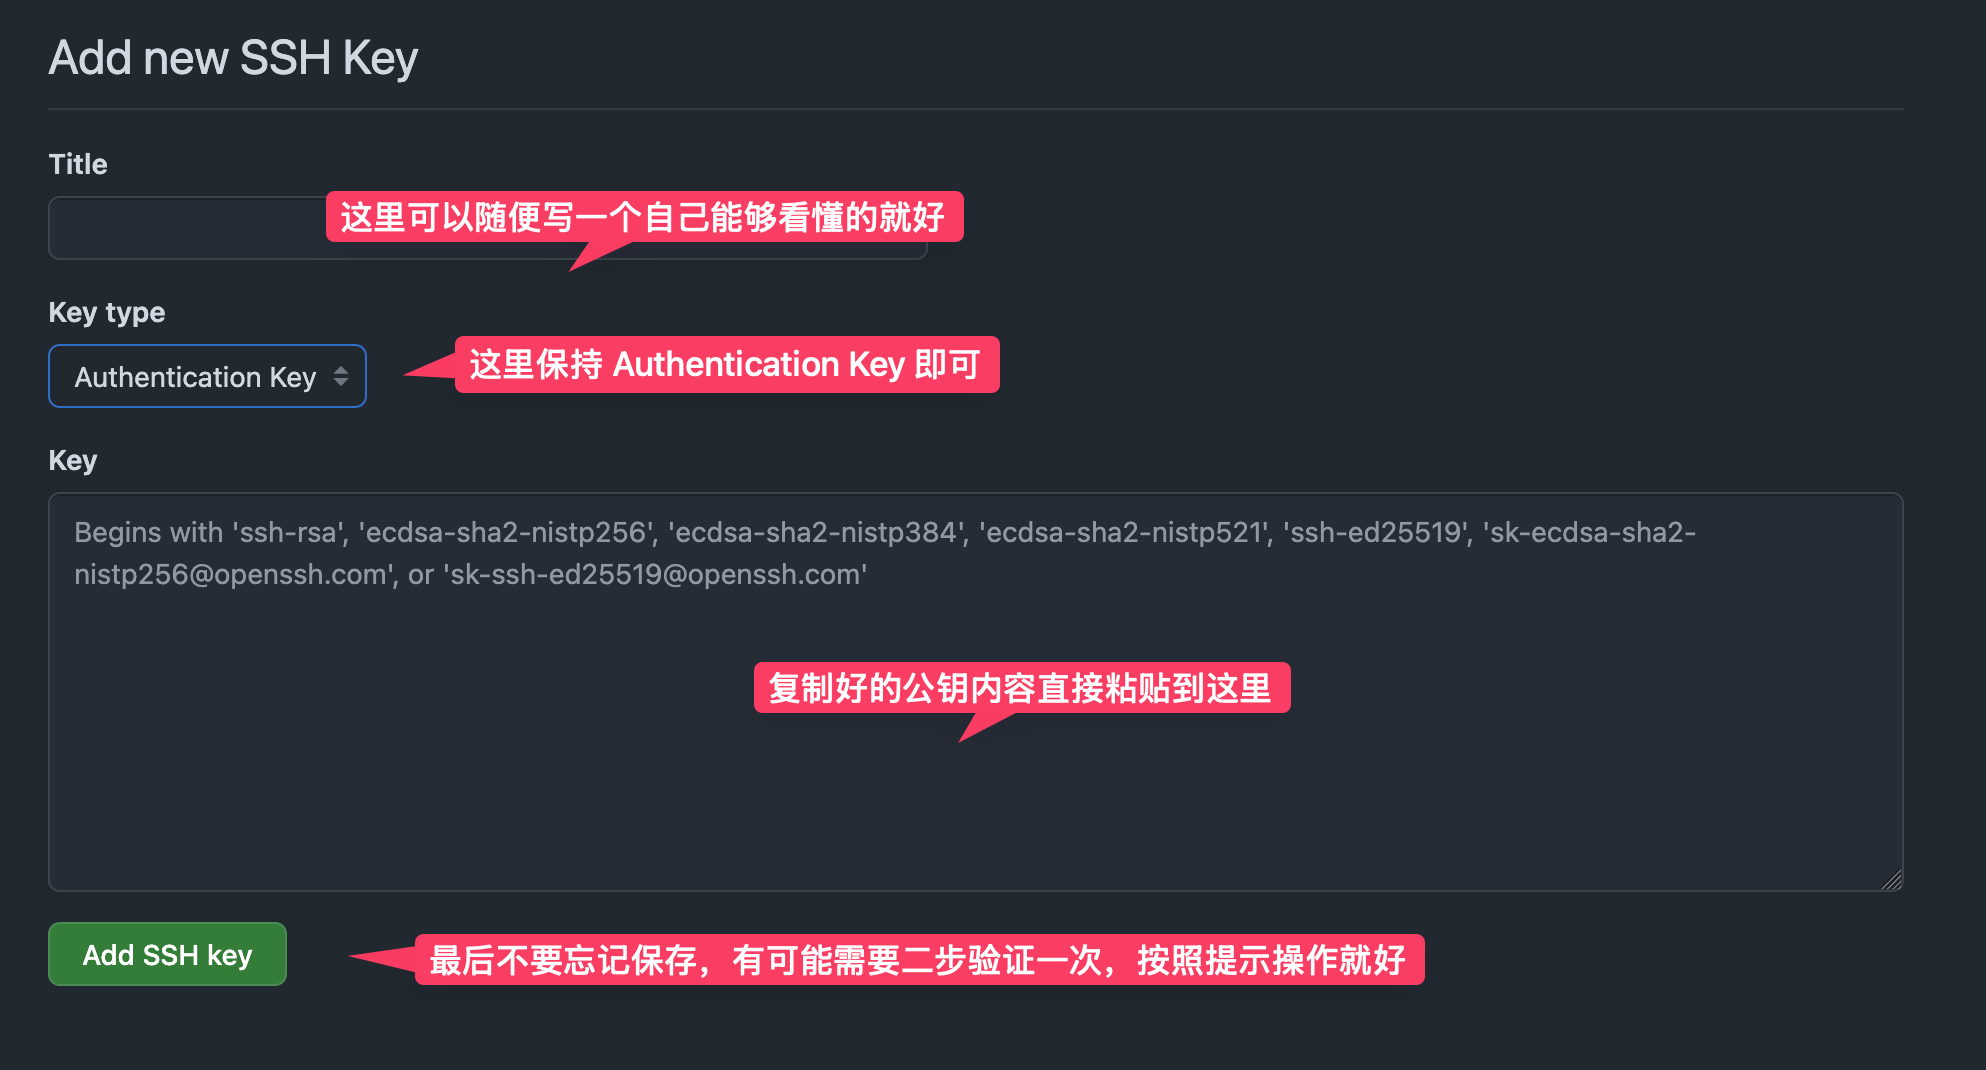 Add new SSH Key
Title
这里可以随便写一个自己能够看懂的就好
Key type
Authentication Key
这里保持 Authentication Key 即可
Key
Begins with 'ssh-rsa', 'ecdsa-sha2-nistp256', 'ecdsa-sha2-nistp384', 'ecdsa-sha2-nistp521', 'ssh-ed25519', 'sk-ecdsa-sha2-
nistp256@openssh.com', or 'sk-ssh-ed25519@openssh.com'
复制好的公钥内容直接粘贴到这里
Add SSH key
最后不要忘记保存，有可能需要二步验证一次，按照提示操作就好